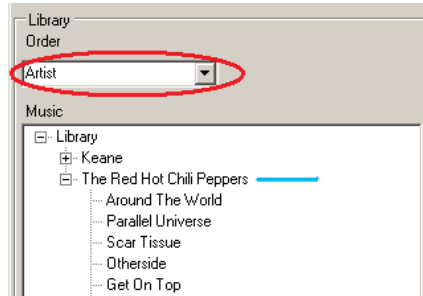 Library
Order
Artist
Music
Library
Keane
The Red Hot Chili Peppers
Around The World
Parallel Universe
Scar Tissue
Otherside
Get On Top